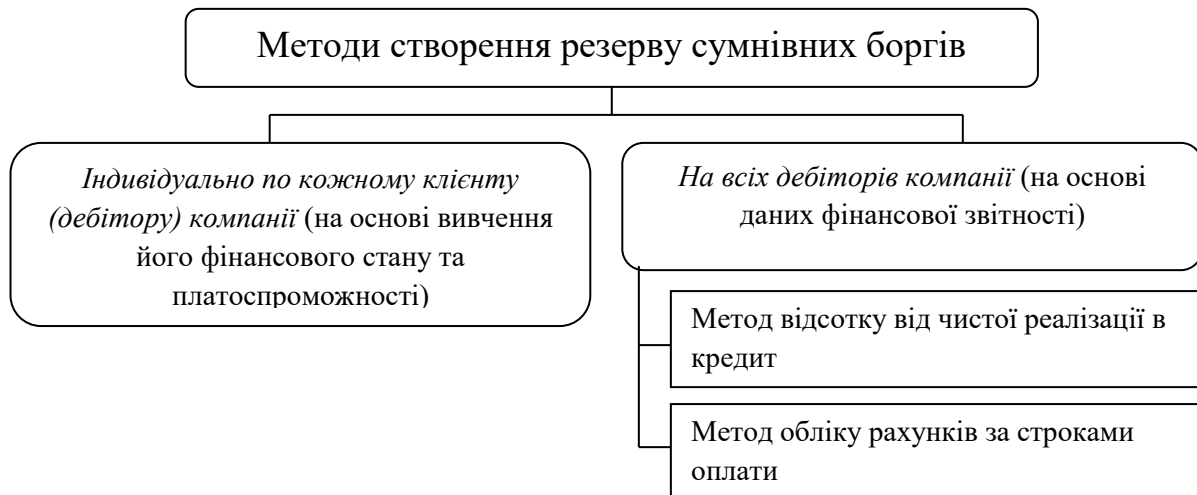 Методи створення резерву сумнівних боргів
Індивідуально по кожному клієнту
(дебітору) компанії (на основі вивчення
його фінансового стану та
платоспроможності)
На всіх дебіторів компанії (на основі
даних фінансової звітності)
Метод відсотку від чистої реалізації в
кредит
Метод обліку рахунків за строками
оплати